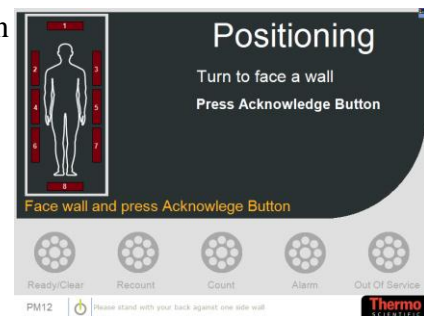 n
Positioning
1
2
3
Turn to face a wall
4
5
Press Acknowledge Button
6
7
8
Face wall and press Acknowlege Button
Ready/Clear
Recount
Count
Alarm
Out Of Service
PM12
Please stand with your back against one side wall
Thermo
SCIENTIFIC